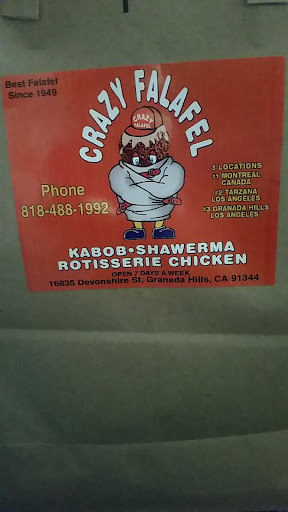 Best Falafel
Since 1949
CRAZY FALAFEL
CRAZY
FALAFEL
Phone
818-488-1992
3 LOCATIONS
#1 MONTREAL
CANADA
#2 TARZANA
LOS ANGELES
#3 GRANADA HILLS
LOS ANGELES
KABOB•SHAWERMA
ROTISSERIE CHICKEN
OPEN 7 DAYS A WEEK
16835 Devonshire St, Granada Hills, CA 91344